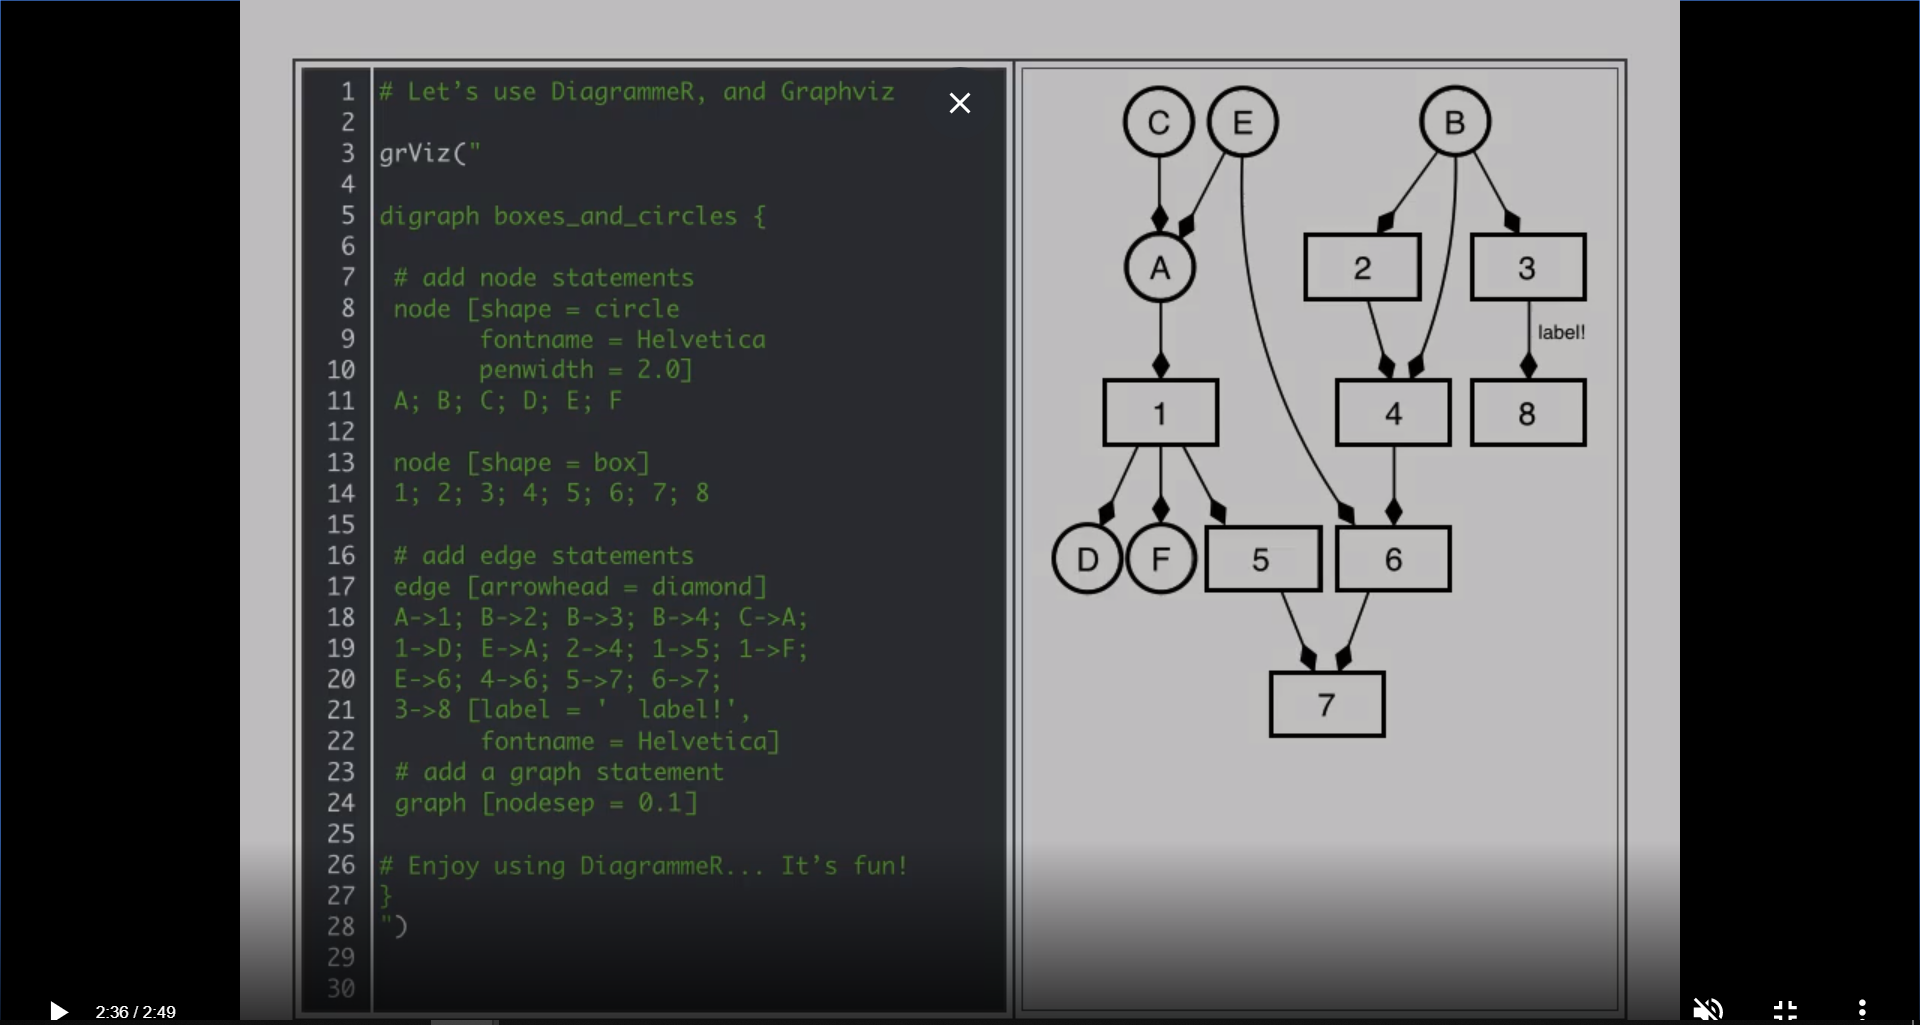 1 # Let’s use DiagrammeR, and Graphviz
2
3 grViz("
4
5 digraph boxes_and_circles {
6
7 # add node statements
8 node [shape = circle
9 fontname = Helvetica
10 penwidth = 2.0]
11 A; B; C; D; E; F
12
13 node [shape = box]
14 1; 2; 3; 4; 5; 6; 7; 8
15
16 # add edge statements
17 edge [arrowhead = diamond]
18 A->1; B->2; B->3; B->4; C->A;
19 1->D; E->A; 2->4; 1->5; 1->F;
20 E->6; 4->6; 5->7; 6->7;
21 3->8 [label = '  label!',
22 fontname = Helvetica]
23 # add a graph statement
24 graph [nodesep = 0.1]
25
26 # Enjoy using DiagrammeR... It’s fun!
27 }
28 ")
29
30
C E B
A 2 3
label!
1 4 8
D F 5 6
7
2:36 / 2:49